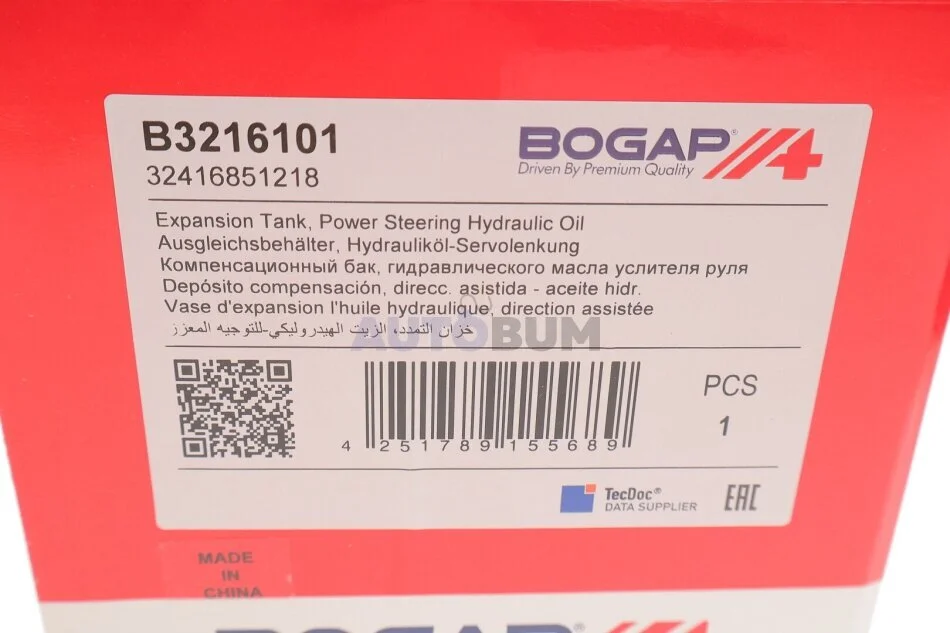 B3216101
32416851218
BOGAP®
Driven By Premium Quality
Expansion Tank, Power Steering Hydraulic Oil
Ausgleichsbehälter, Hydrauliköl-Servolenkung
Компенсационный бак, гидравлического масла услителя руля
Depósito compensación, direcc. asistida - aceite hidr.
Vase d'expansion l'huile hydraulique, direction assistée
خزان التمدد، الزيت الهيدروليكي-للتوجيه المعزز
AUTOBUM
PCS
1
4 251789 155689
TecDoc®
DATA SUPPLIER
EAC
MADE
IN
CHINA
BOGAP®